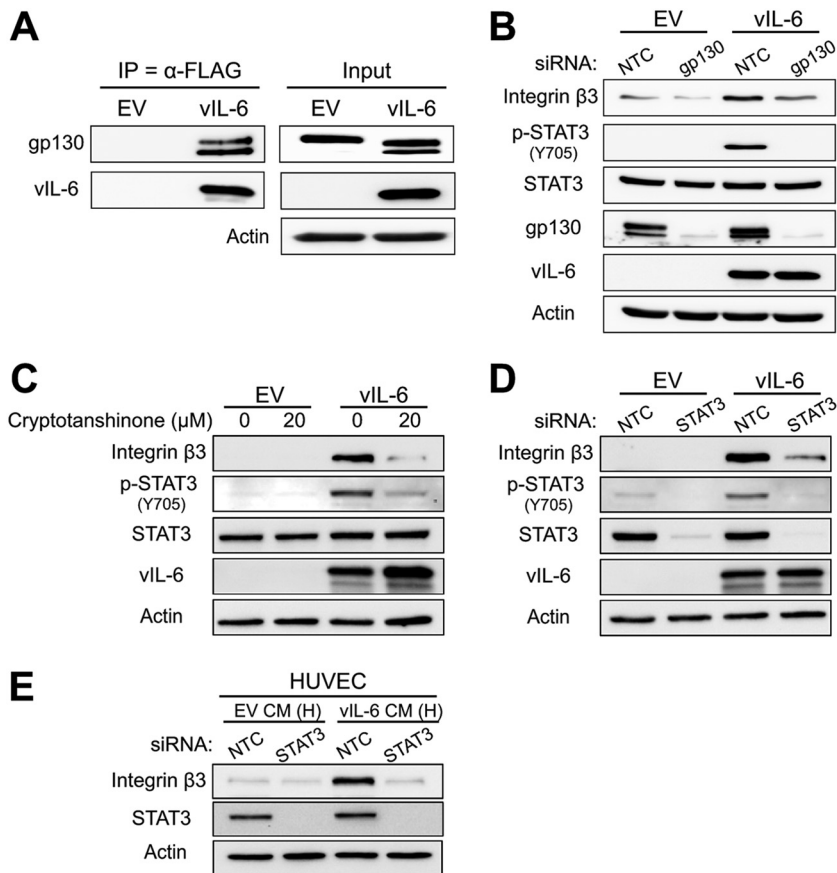 A
IP = α-FLAG Input
EV vIL-6 EV vIL-6
gp130
vIL-6
Actin
B
EV vIL-6
siRNA: NTC gp130 NTC gp130
Integrin β3
p-STAT3
(Y705)
STAT3
gp130
vIL-6
Actin
C
EV vIL-6
Cryptotanshinone (µM) 0 20 0 20
Integrin β3
p-STAT3
(Y705)
STAT3
vIL-6
Actin
D
EV vIL-6
siRNA: NTC STAT3 NTC STAT3
Integrin β3
p-STAT3
(Y705)
STAT3
vIL-6
Actin
E
HUVEC
EV CM (H) vIL-6 CM (H)
siRNA: NTC STAT3 NTC STAT3
Integrin β3
STAT3
Actin